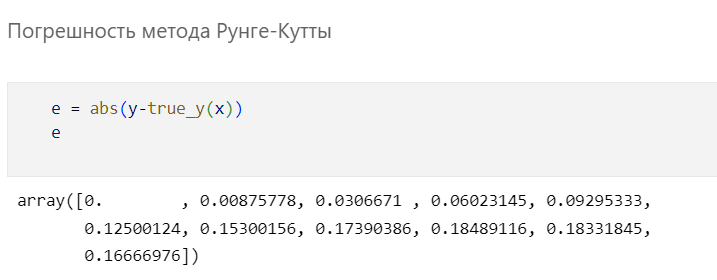 Погрешность метода Рунге-Кутты
e = abs(y-true_y(x))
e
array([0.        , 0.00875778, 0.0306671 , 0.06023145, 0.09295333,
       0.12500124, 0.15300156, 0.17390386, 0.18489116, 0.18331845,
       0.16666976])